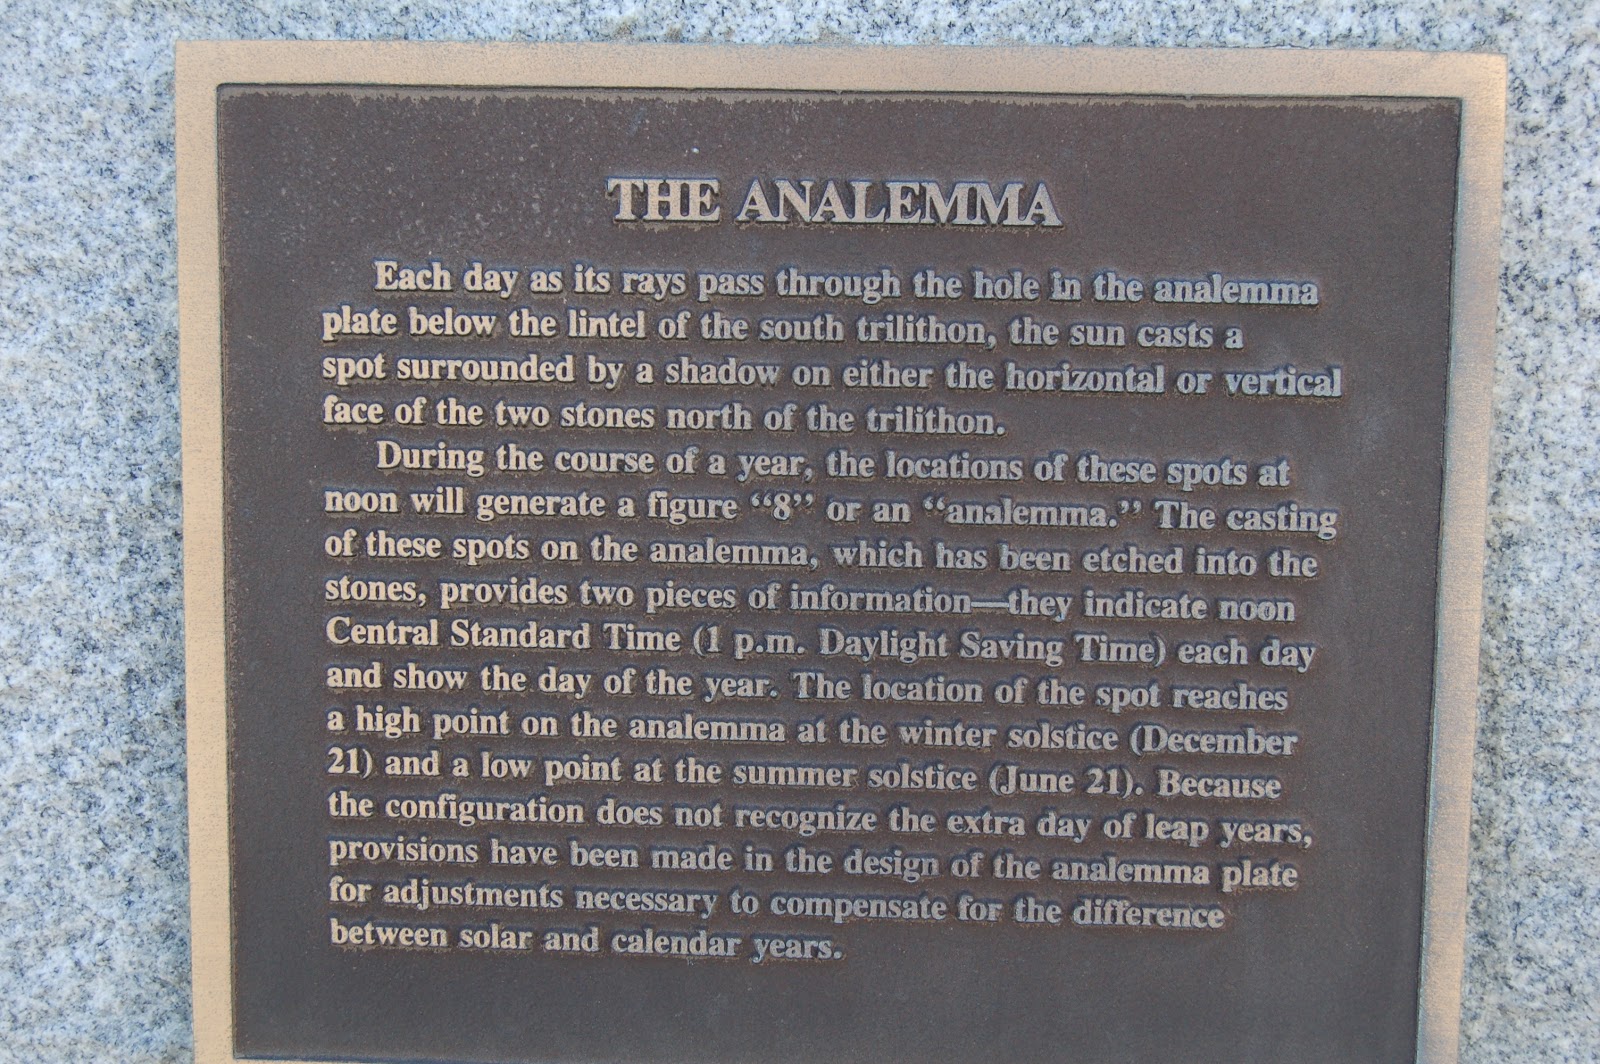 THE ANALEMMA
Each day as its rays pass through the hole in the analemma
plate below the lintel of the south trilithon, the sun casts a
spot surrounded by a shadow on either the horizontal or vertical
face of the two stones north of the trilithon.
During the course of a year, the locations of these spots at
noon will generate a figure “8” or an “analemma.” The casting
of these spots on the analemma, which has been etched into the
stones, provides two pieces of information—they indicate noon
Central Standard Time (1 p.m. Daylight Saving Time) each day
and show the day of the year. The location of the spot reaches
a high point on the analemma at the winter solstice (December
21) and a low point at the summer solstice (June 21). Because
the configuration does not recognize the extra day of leap years,
provisions have been made in the design of the analemma plate
for adjustments necessary to compensate for the difference
between solar and calendar years.